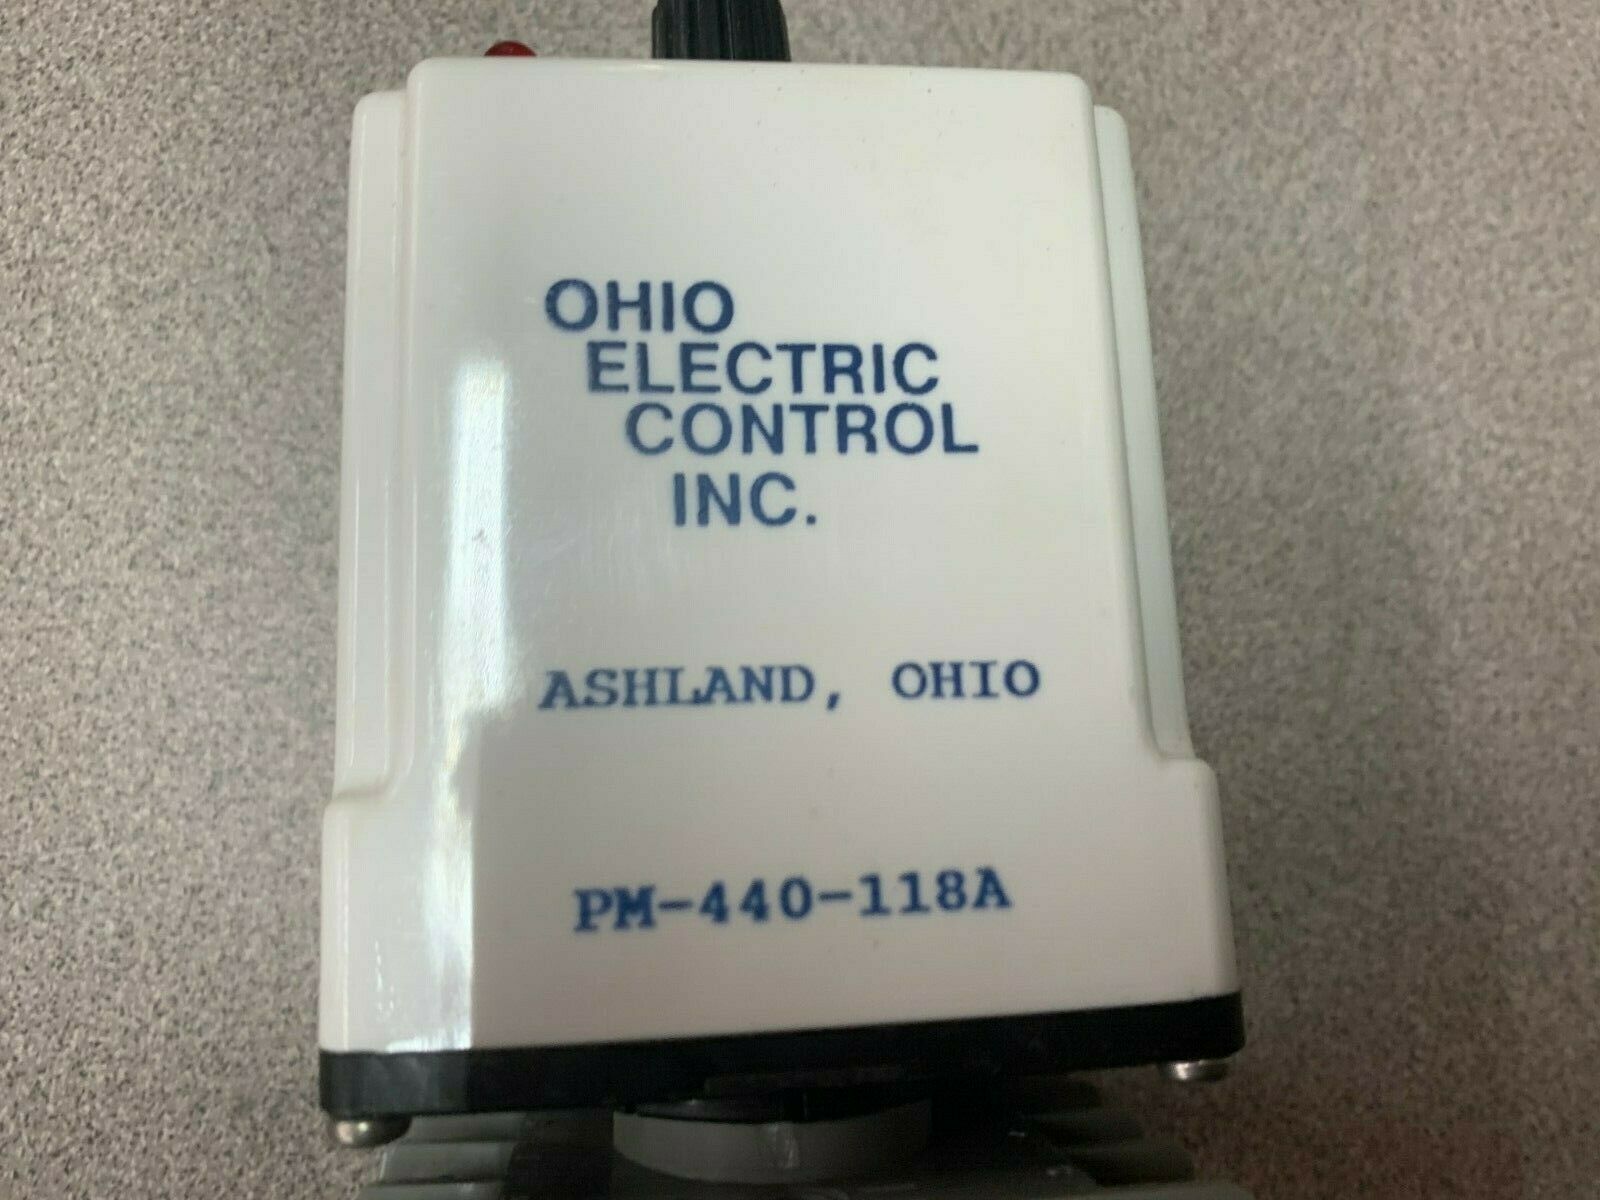 OHIO
ELECTRIC
CONTROL
INC.
ASHLAND, OHIO
PM-440-118A